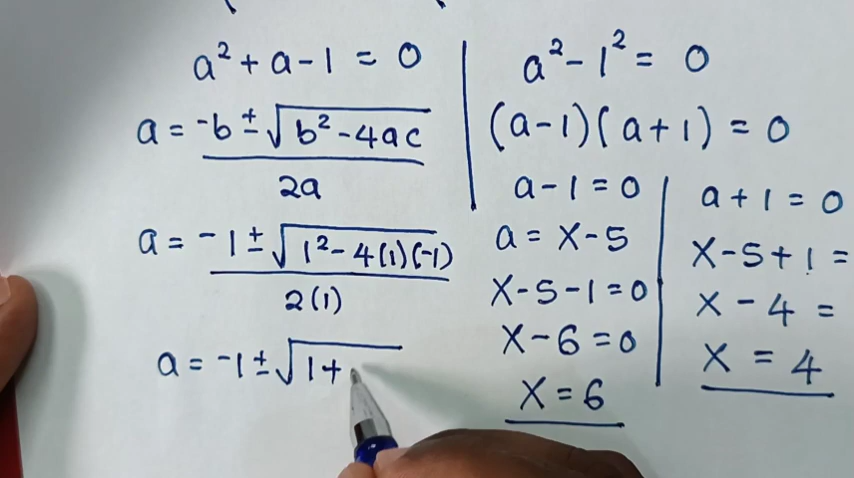 a² + a - 1 = 0
a = -b ± √(b² - 4ac)
2a
a = -1 ± √(1² - 4(1)(-1))
2(1)
a = -1 ± √(1+
a² - 1² = 0
(a-1)(a+1) = 0
a - 1 = 0
a = x - 5
x - 5 - 1 = 0
x - 6 = 0
x = 6
a + 1 = 0
x - 5 + 1 =
x - 4 =
x = 4